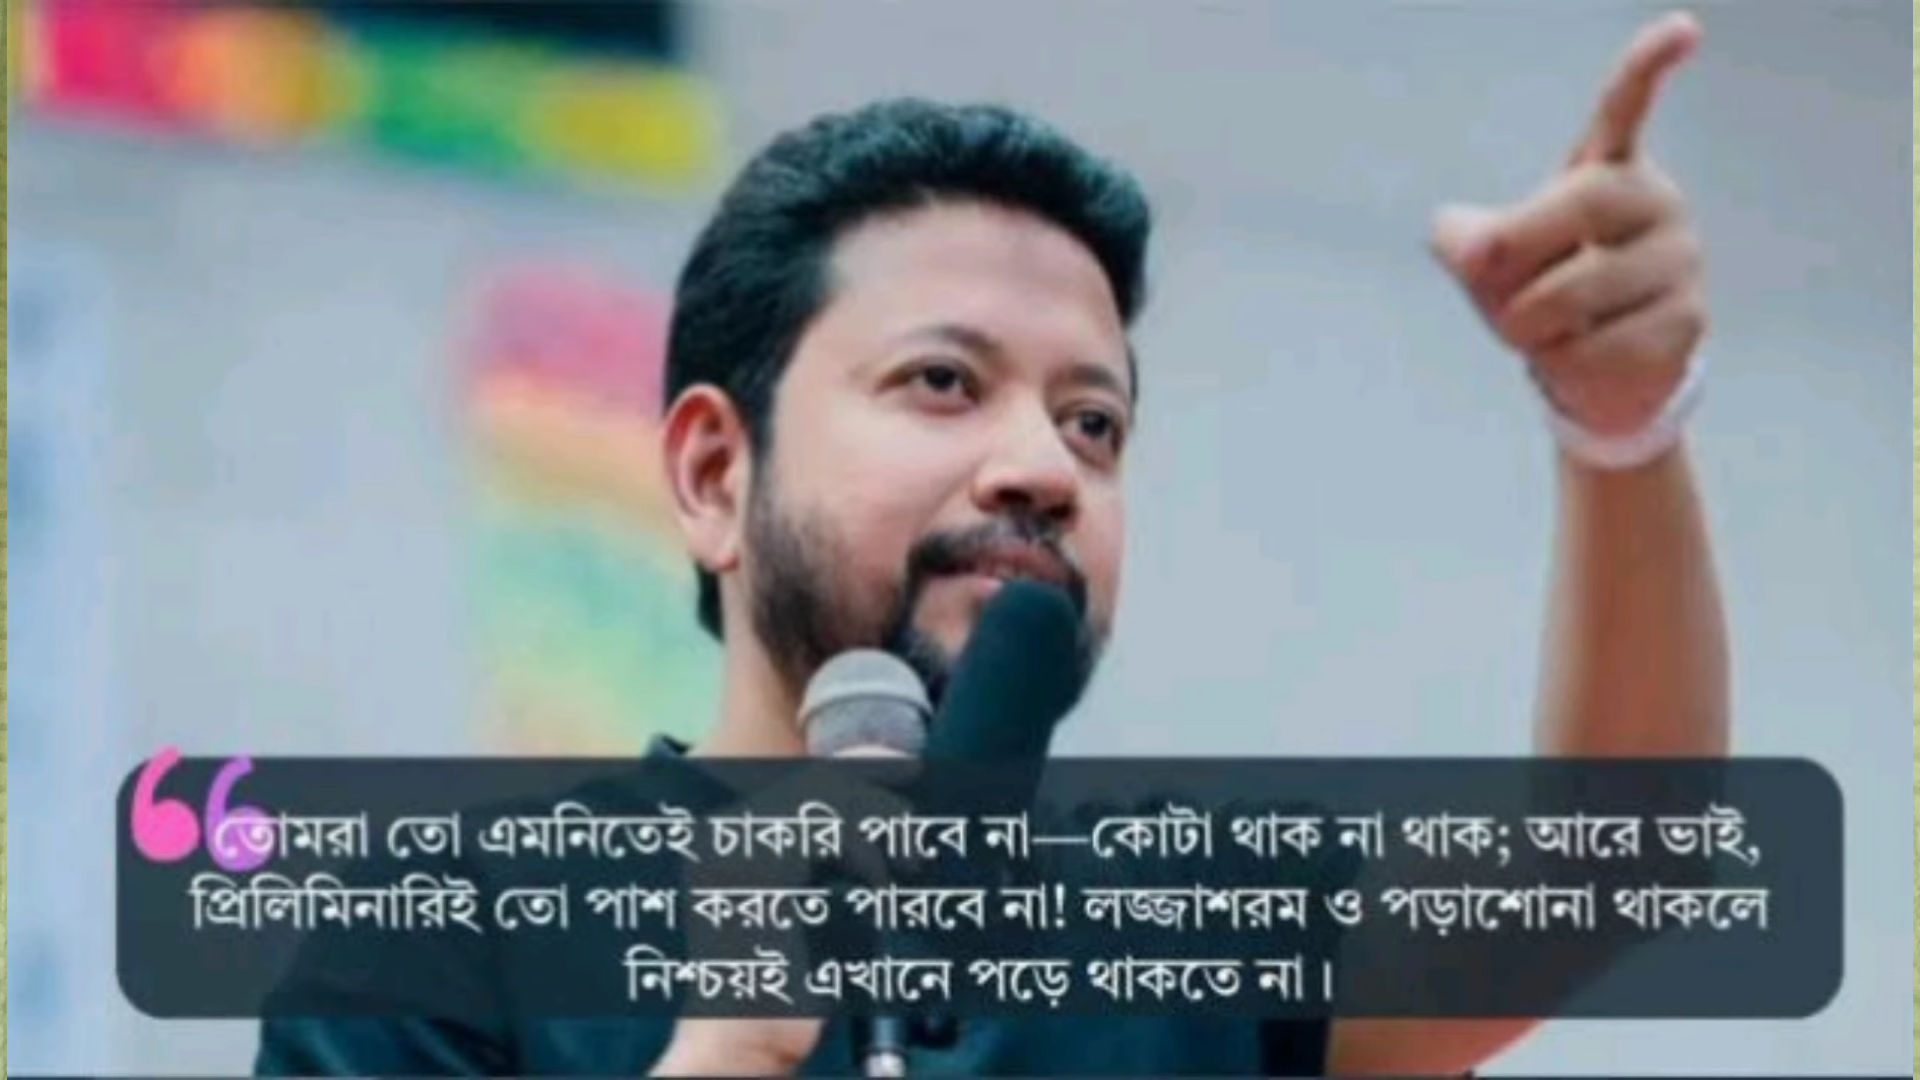 তোমরা তো এমনিতেই চাকরি পাবে না—কোটা থাক না থাক; আরে ভাই,
প্রিলিমিনারিই তো পাশ করতে পারবে না! লজ্জাশরম ও পড়াশোনা থাকলে
নিশ্চয়ই এখানে পড়ে থাকতে না।